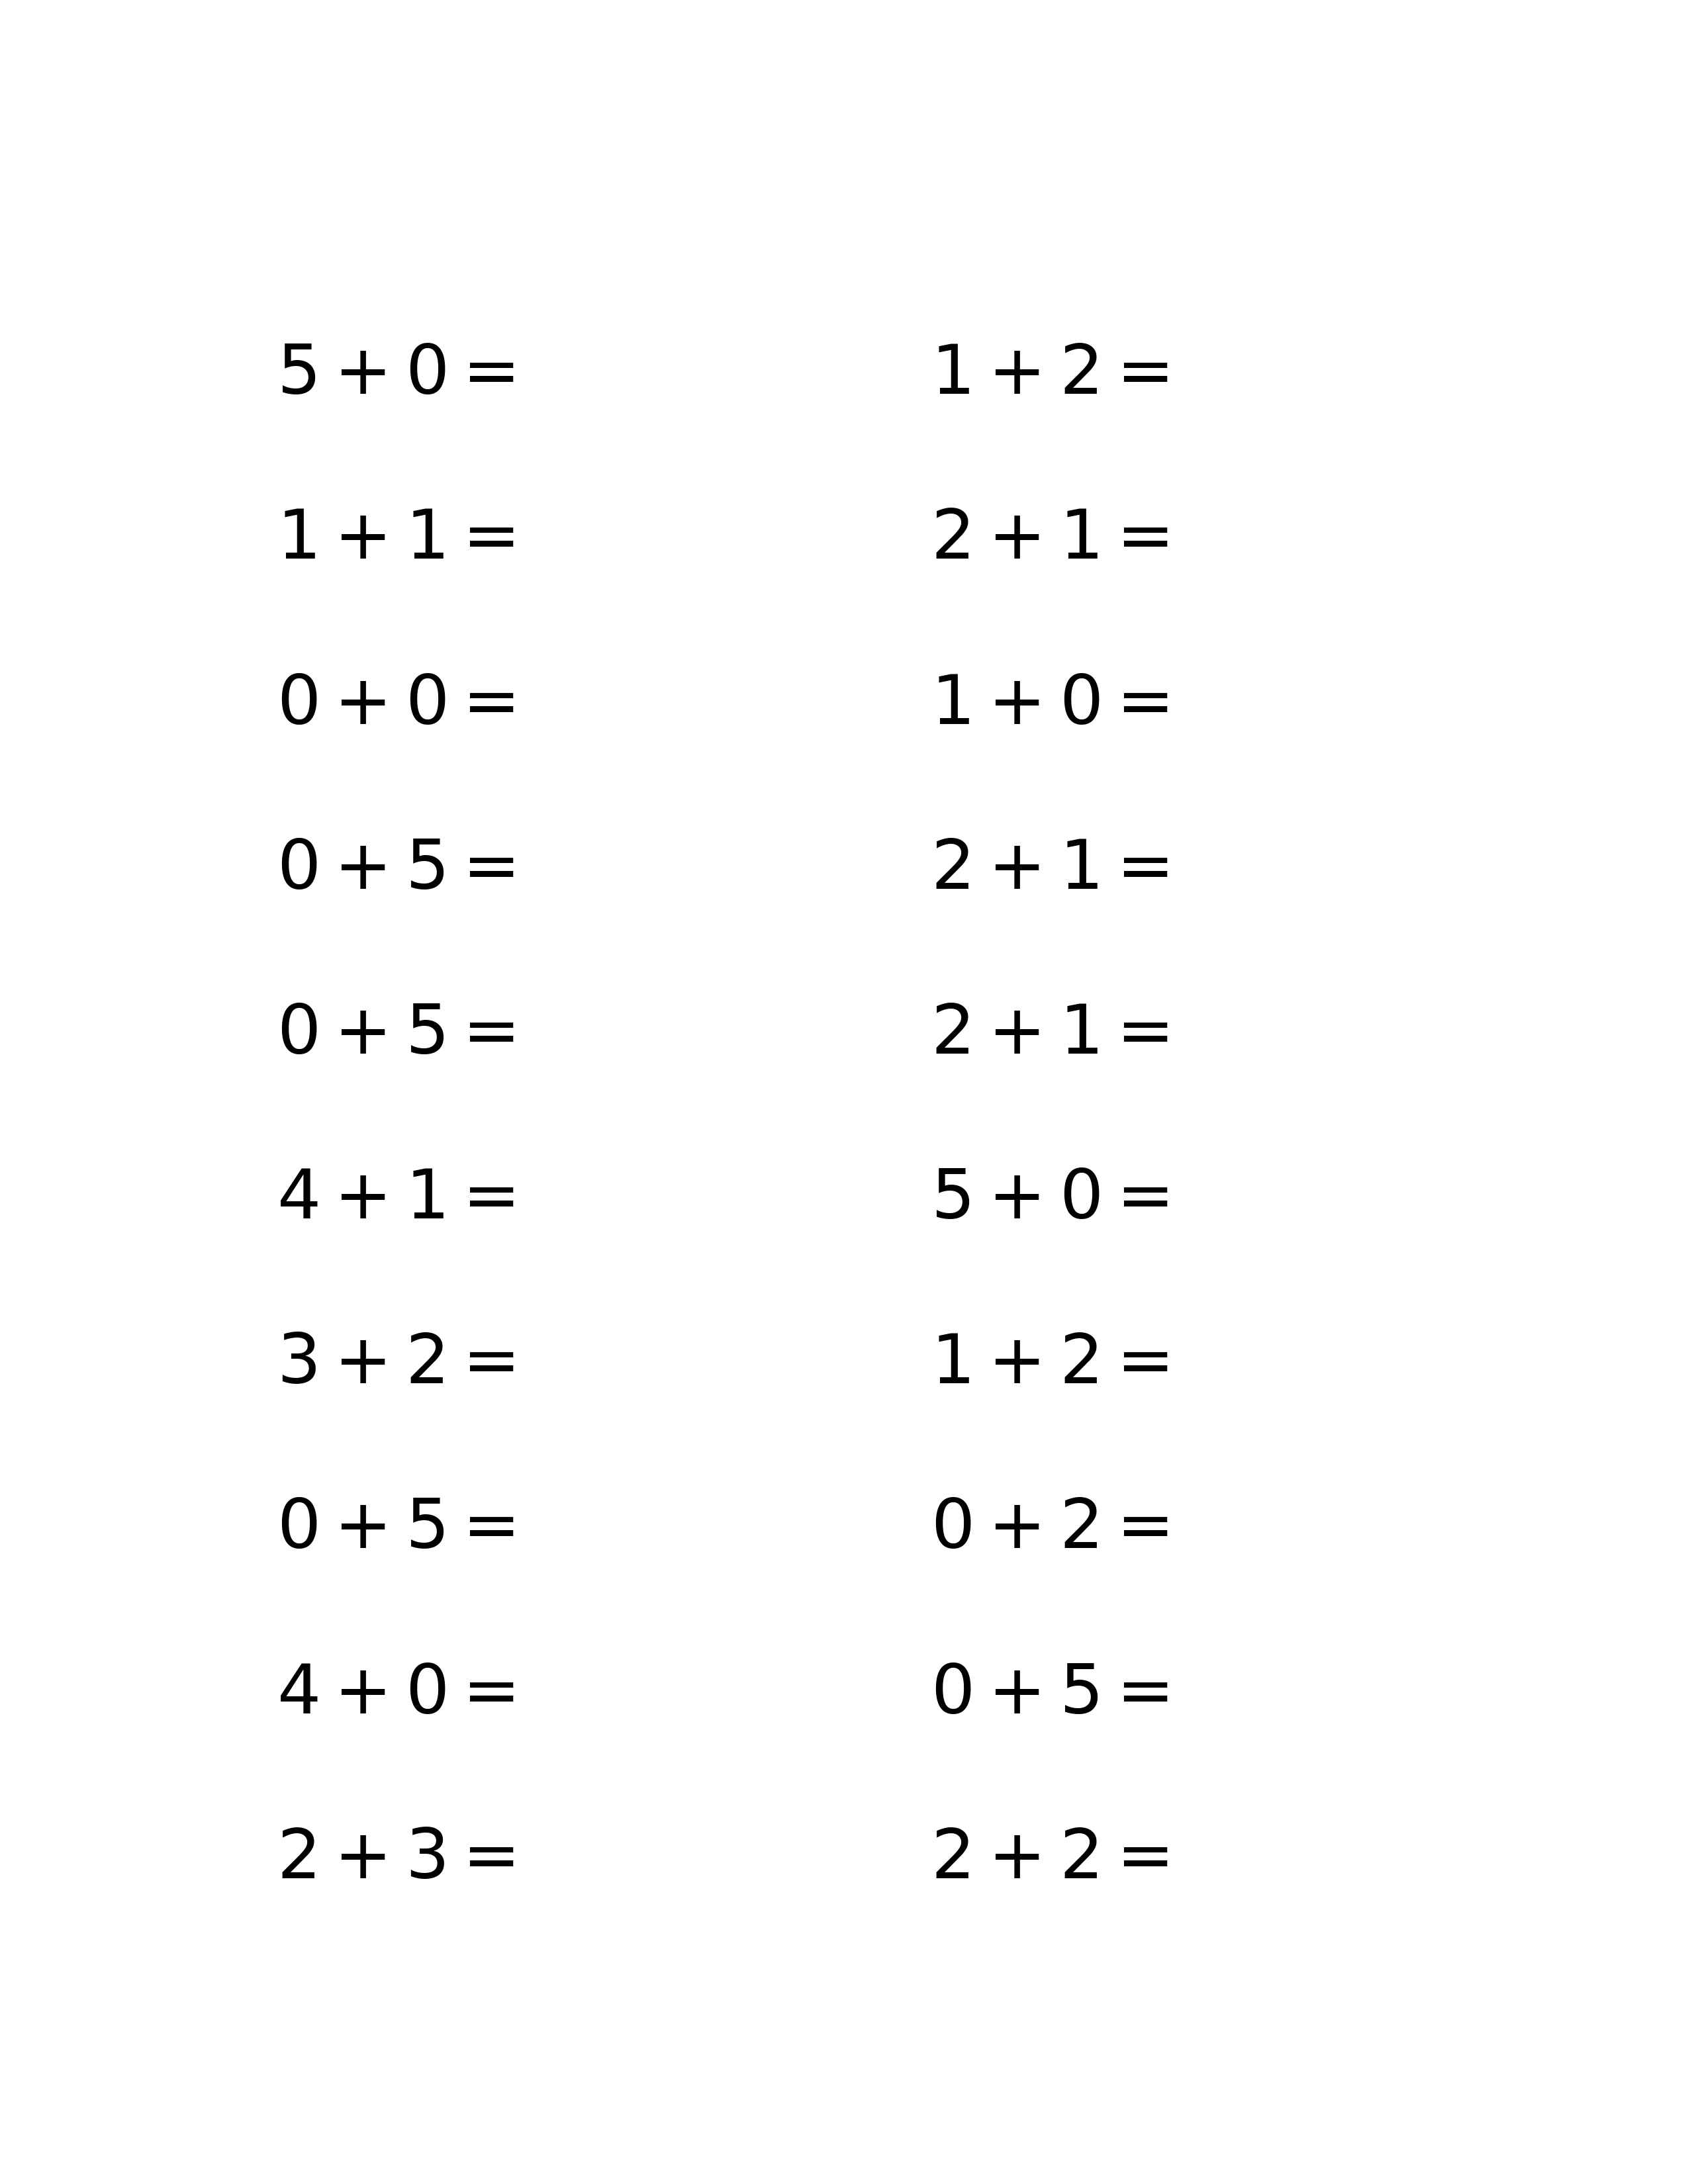 5 + 0 =
1 + 2 =
1 + 1 =
2 + 1 =
0 + 0 =
1 + 0 =
0 + 5 =
2 + 1 =
0 + 5 =
2 + 1 =
4 + 1 =
5 + 0 =
3 + 2 =
1 + 2 =
0 + 5 =
0 + 2 =
4 + 0 =
0 + 5 =
2 + 3 =
2 + 2 =